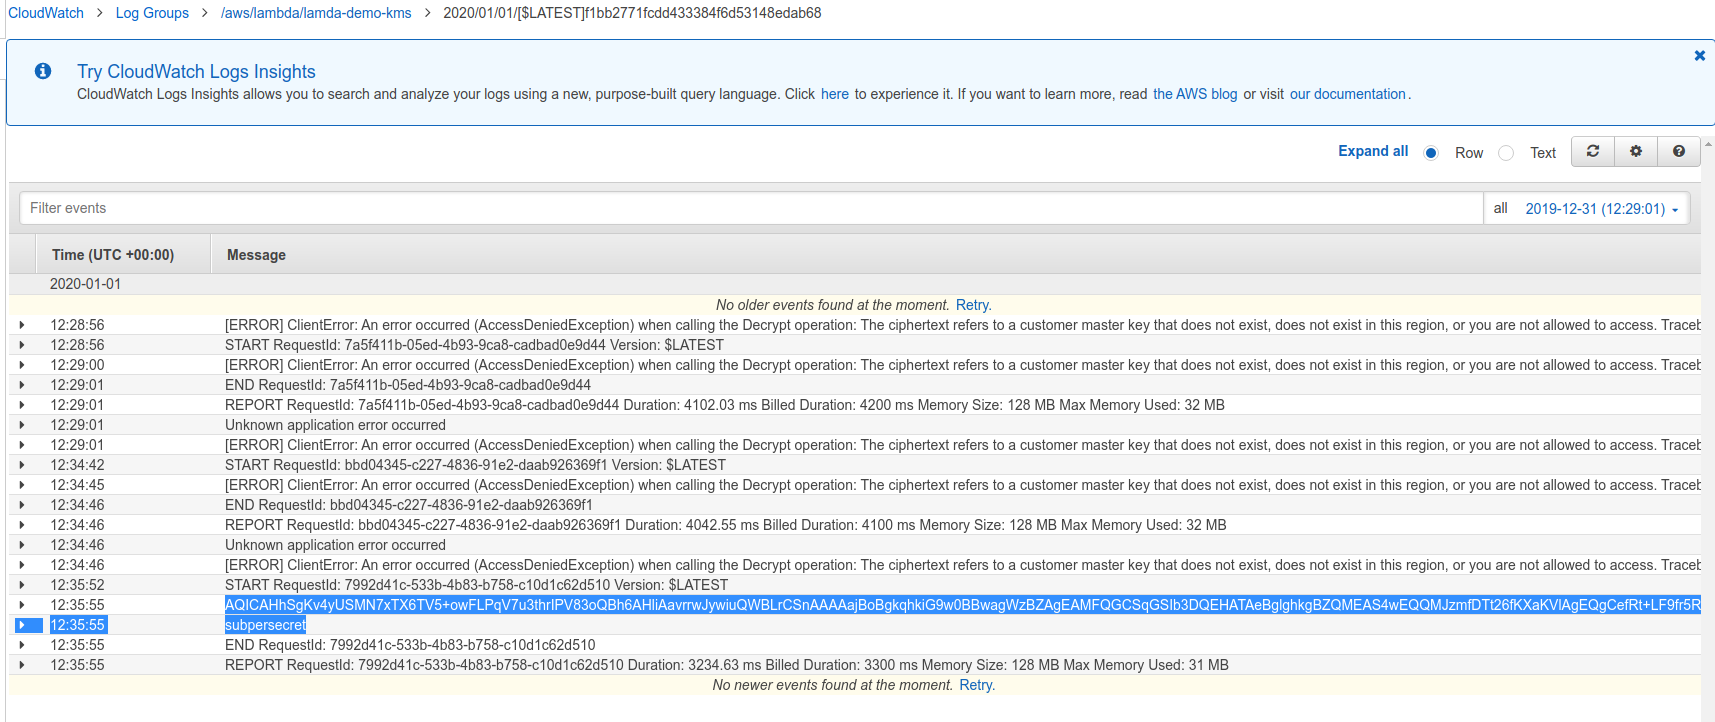 CloudWatch > Log Groups > /aws/lambda/lamda-demo-kms > 2020/01/01/[$LATEST]f1bb2771fcdd433384f6d53148edab68
Try CloudWatch Logs Insights
CloudWatch Logs Insights allows you to search and analyze your logs using a new, purpose-built query language. Click here to experience it. If you want to learn more, read the AWS blog or visit our documentation.
Expand all Row Text
Filter events all 2019-12-31 (12:29:01)
Time (UTC +00:00) Message
2020-01-01
No older events found at the moment. Retry.
12:28:56 [ERROR] ClientError: An error occurred (AccessDeniedException) when calling the Decrypt operation: The ciphertext refers to a customer master key that does not exist, does not exist in this region, or you are not allowed to access. Traceb
12:28:56 START RequestId: 7a5f411b-05ed-4b93-9ca8-cadbad0e9d44 Version: $LATEST
12:29:00 [ERROR] ClientError: An error occurred (AccessDeniedException) when calling the Decrypt operation: The ciphertext refers to a customer master key that does not exist, does not exist in this region, or you are not allowed to access. Traceb
12:29:01 END RequestId: 7a5f411b-05ed-4b93-9ca8-cadbad0e9d44
12:29:01 REPORT RequestId: 7a5f411b-05ed-4b93-9ca8-cadbad0e9d44 Duration: 4102.03 ms Billed Duration: 4200 ms Memory Size: 128 MB Max Memory Used: 32 MB
12:29:01 Unknown application error occurred
12:29:01 [ERROR] ClientError: An error occurred (AccessDeniedException) when calling the Decrypt operation: The ciphertext refers to a customer master key that does not exist, does not exist in this region, or you are not allowed to access. Traceb
12:34:42 START RequestId: bbd04345-c227-4836-91e2-daab926369f1 Version: $LATEST
12:34:45 [ERROR] ClientError: An error occurred (AccessDeniedException) when calling the Decrypt operation: The ciphertext refers to a customer master key that does not exist, does not exist in this region, or you are not allowed to access. Traceb
12:34:46 END RequestId: bbd04345-c227-4836-91e2-daab926369f1
12:34:46 REPORT RequestId: bbd04345-c227-4836-91e2-daab926369f1 Duration: 4042.55 ms Billed Duration: 4100 ms Memory Size: 128 MB Max Memory Used: 32 MB
12:34:46 Unknown application error occurred
12:34:46 [ERROR] ClientError: An error occurred (AccessDeniedException) when calling the Decrypt operation: The ciphertext refers to a customer master key that does not exist, does not exist in this region, or you are not allowed to access. Traceb
12:35:52 START RequestId: 7992d41c-533b-4b83-b758-c10d1c62d510 Version: $LATEST
12:35:55 AQICAHhSgKv4yUSMN7xTX6TV5+owFLPqV7u3thrIPV83oQBh6AHliAavrrwJywiuQWBLrCSnAAAAajBoBgkqhkiG9w0BBwagWzBZAgEAMFQGCSqGSIb3DQEHATAeBglghkgBZQMEAS4wEQQMJzmfDTt26fKXaKVlAgEQgCefRt+LF9fr5R
12:35:55 subpersecret
12:35:55 END RequestId: 7992d41c-533b-4b83-b758-c10d1c62d510
12:35:55 REPORT RequestId: 7992d41c-533b-4b83-b758-c10d1c62d510 Duration: 3234.63 ms Billed Duration: 3300 ms Memory Size: 128 MB Max Memory Used: 31 MB
No newer events found at the moment. Retry.